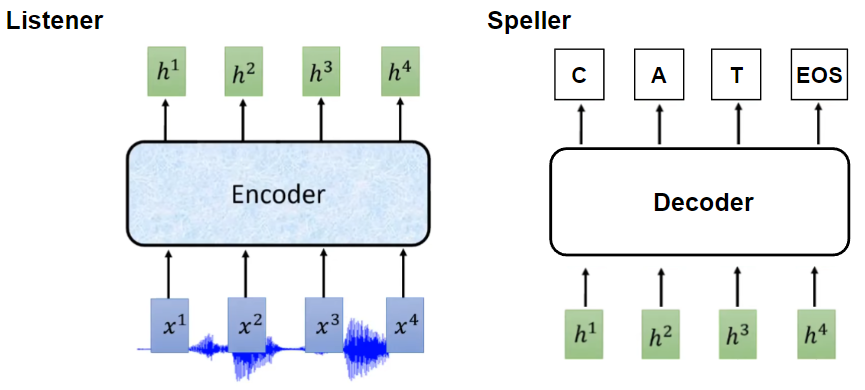 Listener
h¹ h² h³ h⁴
Encoder
x¹ x² x³ x⁴
Speller
C A T EOS
Decoder
h¹ h² h³ h⁴